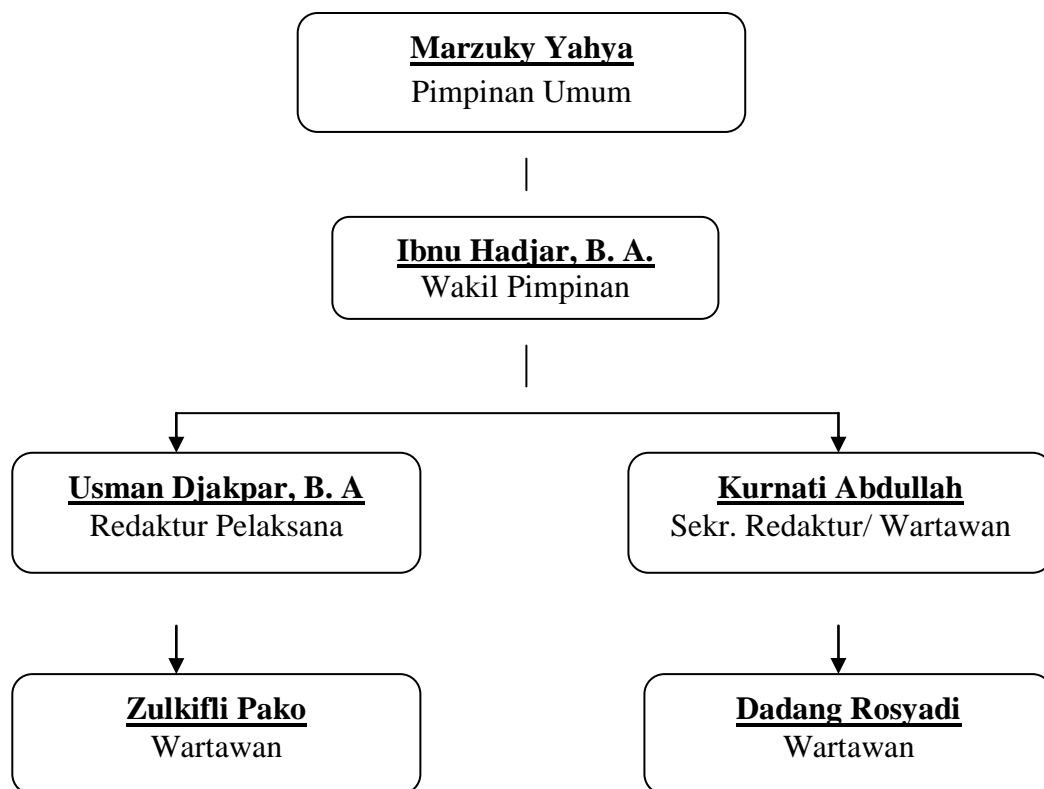 Marzuky Yahya
Pimpinan Umum
Ibnu Hadjar, B. A.
Wakil Pimpinan
Usman Djakpar, B. A
Redaktur Pelaksana
Kurnati Abdullah
Sekr. Redaktur/ Wartawan
Zulkifli Pako
Wartawan
Dadang Rosyadi
Wartawan